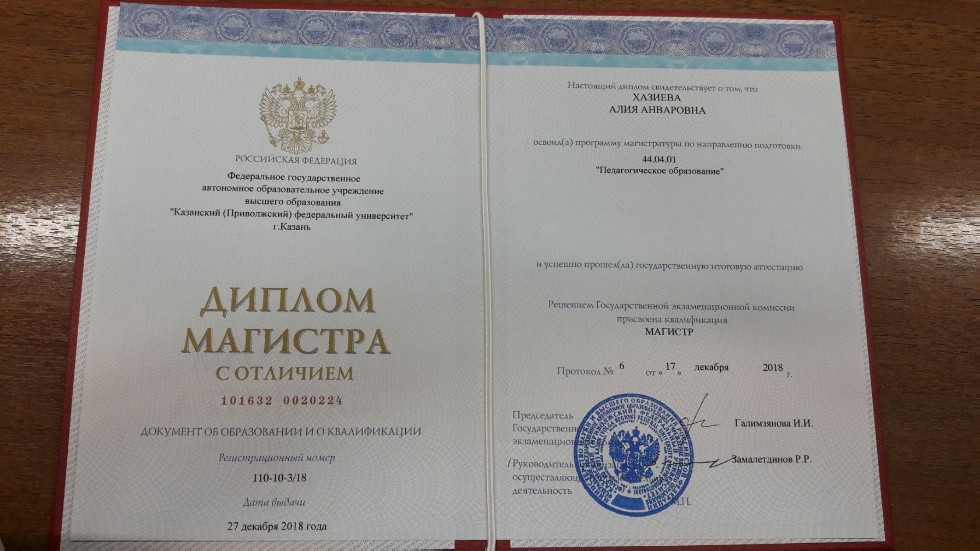 РОССИЙСКАЯ ФЕДЕРАЦИЯ
Федеральное государственное
автономное образовательное учреждение
высшего образования
"Казанский (Приволжский) федеральный университет"
г.Казань
ДИПЛОМ
МАГИСТРА
С ОТЛИЧИЕМ
101632 0020224
ДОКУМЕНТ ОБ ОБРАЗОВАНИИ И О КВАЛИФИКАЦИИ
Регистрационный номер
110-10-3/18
Дата выдачи
27 декабря 2018 года
Настоящий диплом свидетельствует о том, что
ХАЗИЕВА
АЛИЯ АНВАРОВНА
освоил(а) программу магистратуры по направлению подготовки
44.04.01
"Педагогическое образование"
и успешно прошел(ла) государственную итоговую аттестацию
Решением Государственной экзаменационной комиссии
присвоена квалификация
МАГИСТР
Протокол № 6 от « 17 » декабря 2018 г.
Председатель
Государственной
экзаменационной
Галимзянова И.И.
/Руководитель
осуществляющей
деятельность
Замалетдинов Р.Р.
М.П.